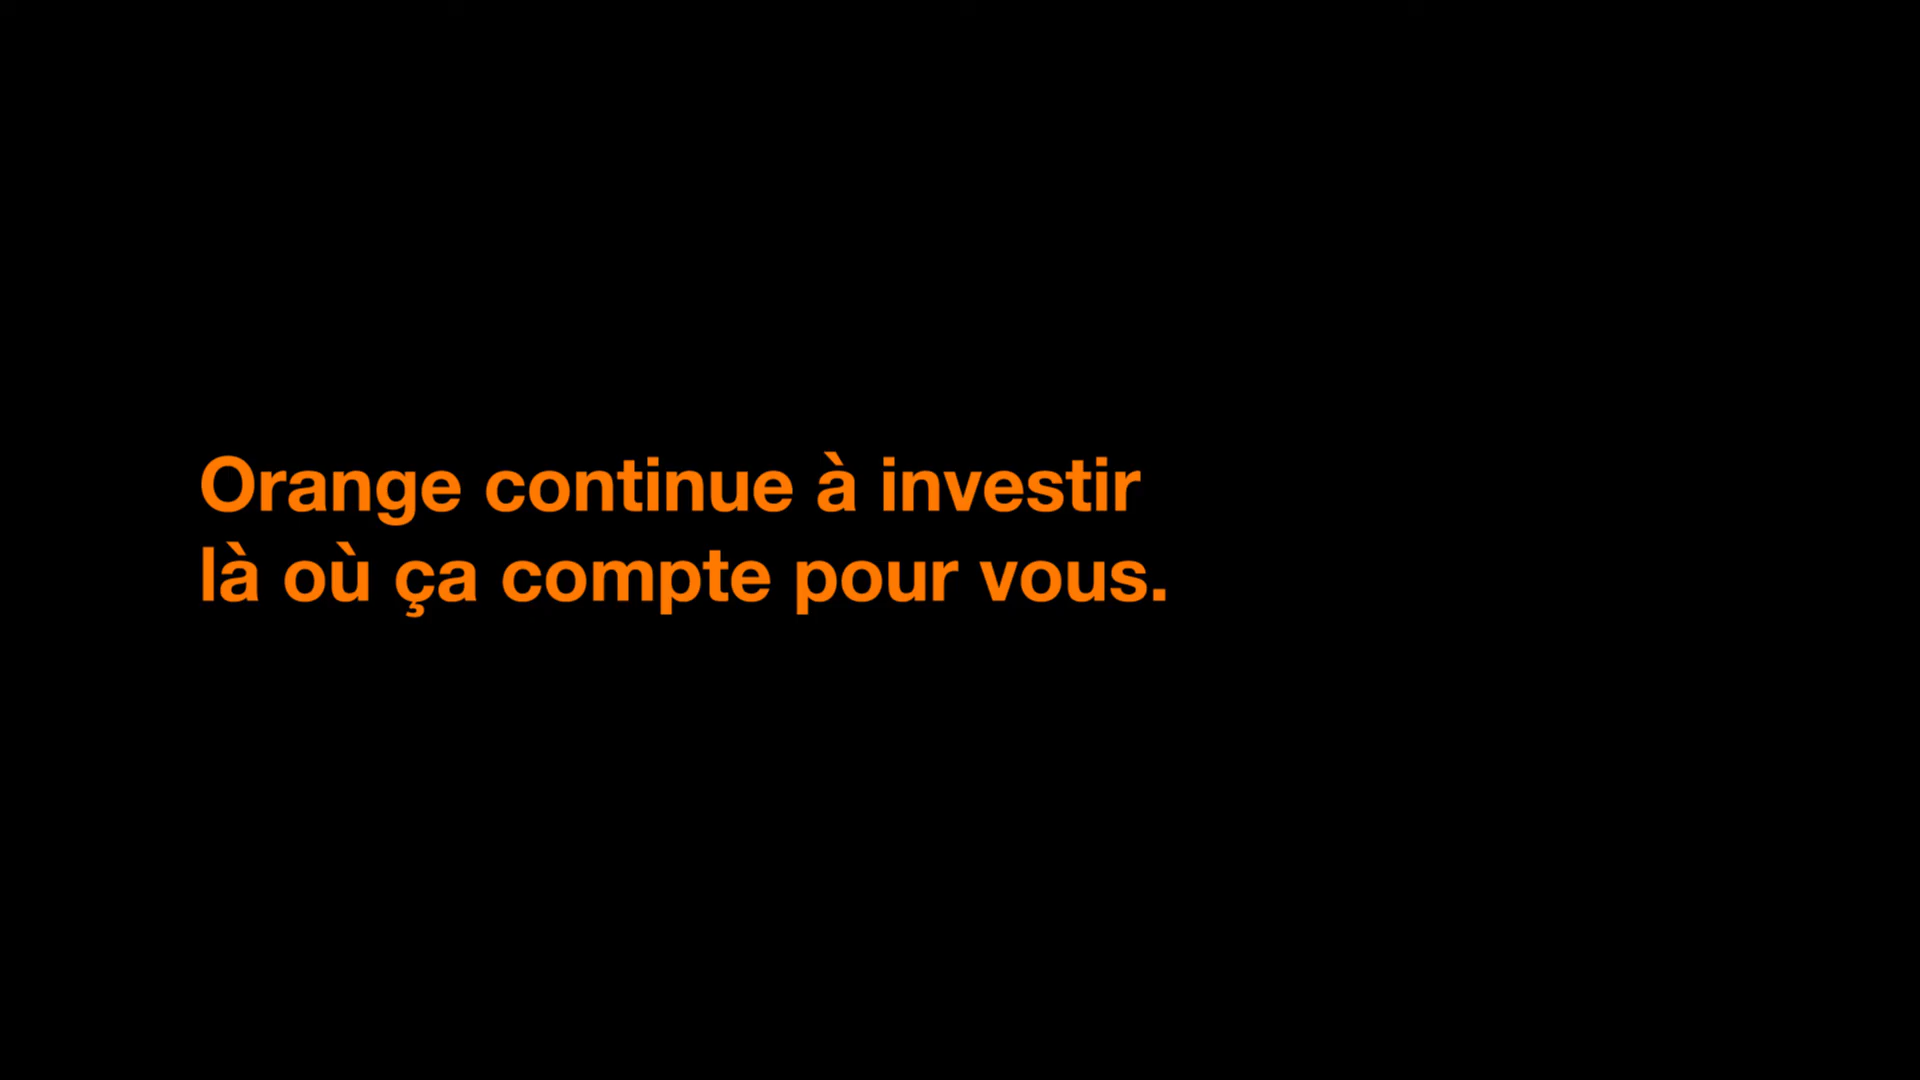 Orange continue à investir
là où ça compte pour vous.